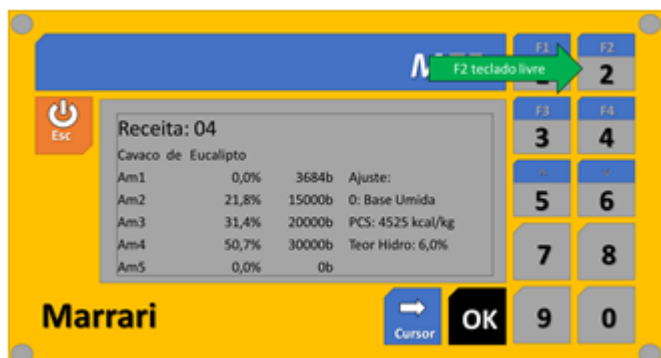 F1
F2
F2 teclado livre
2
Esc
F3
F4
3
4
Receita: 04
Cavaco de Eucalipto
Am1 0,0% 3684b Ajuste:
Am2 21,8% 15000b 0: Base Umida
Am3 31,4% 20000b PCS: 4525 kcal/kg
Am4 50,7% 30000b Teor Hidro: 6,0%
Am5 0,0% 0b
5
6
7
8
Marrari
Cursor
OK
9
0